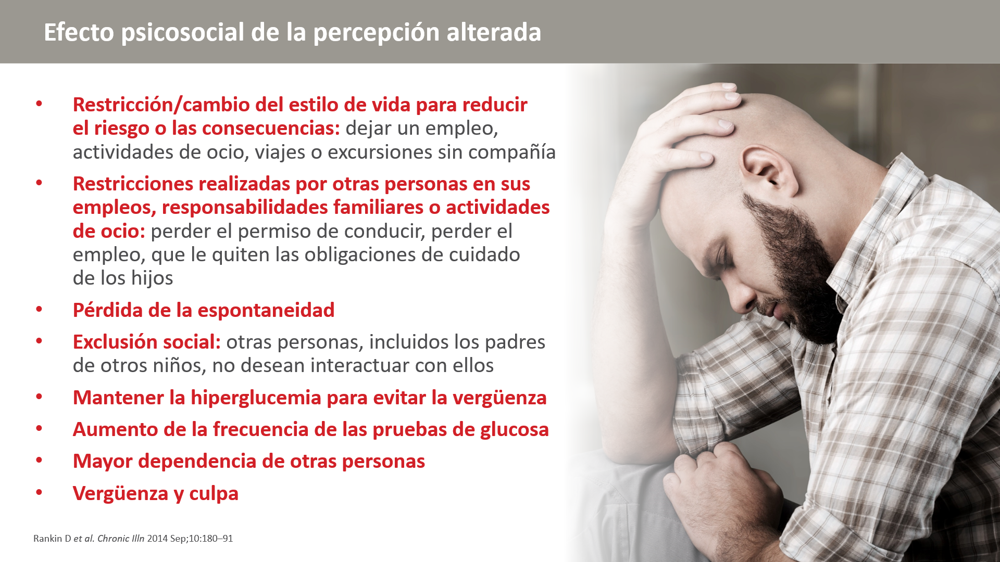 Efecto psicosocial de la percepción alterada
• Restricción/cambio del estilo de vida para reducir
el riesgo o las consecuencias: dejar un empleo,
actividades de ocio, viajes o excursiones sin compañía
• Restricciones realizadas por otras personas en sus
empleos, responsabilidades familiares o actividades
de ocio: perder el permiso de conducir, perder el
empleo, que le quiten las obligaciones de cuidado
de los hijos
• Pérdida de la espontaneidad
• Exclusión social: otras personas, incluidos los padres
de otros niños, no desean interactuar con ellos
• Mantener la hiperglucemia para evitar la vergüenza
• Aumento de la frecuencia de las pruebas de glucosa
• Mayor dependencia de otras personas
• Vergüenza y culpa
Rankin D et al. Chronic Illn 2014 Sep;10:180–91